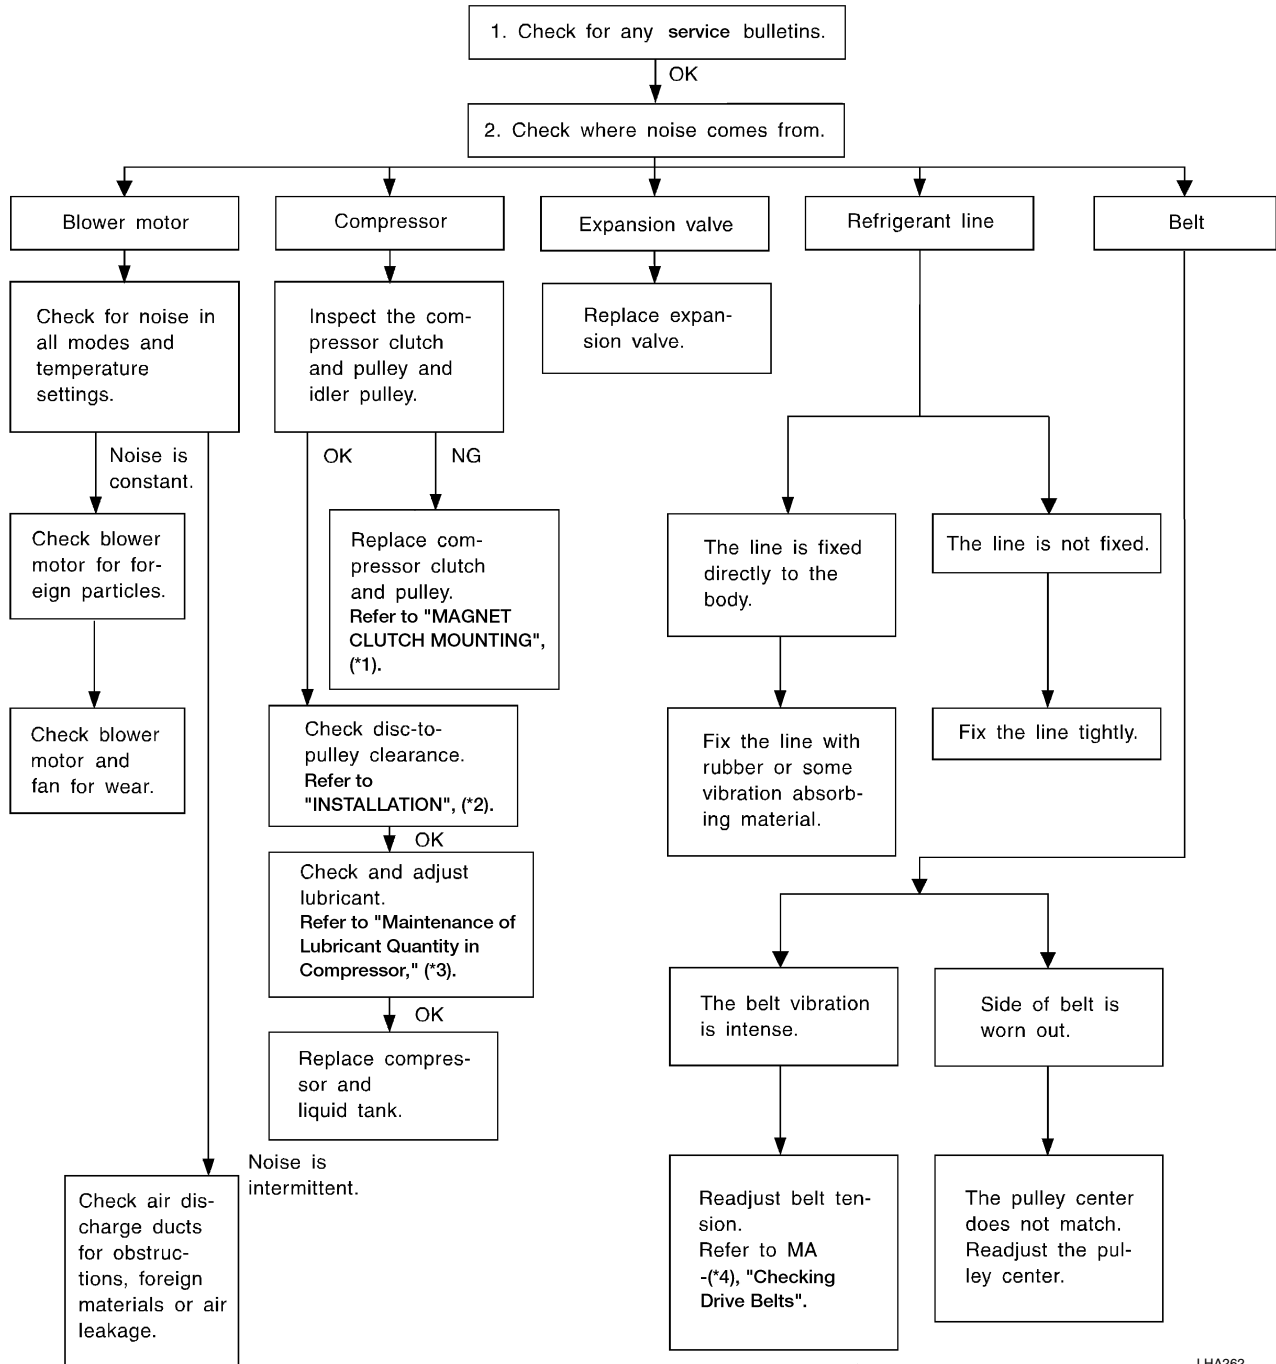 1. Check for any service bulletins.
OK
2. Check where noise comes from.
Blower motor
Compressor
Expansion valve
Refrigerant line
Belt
Check for noise in
all modes and
temperature
settings.
Inspect the com-
pressor clutch
and pulley and
idler pulley.
Replace expan-
sion valve.
Noise is
constant.
OK
NG
Check blower
motor for for-
eign particles.
Replace com-
pressor clutch
and pulley.
Refer to "MAGNET
CLUTCH MOUNTING",
(*1).
The line is fixed
directly to the
body.
The line is not fixed.
Check blower
motor and
fan for wear.
Check disc-to-
pulley clearance.
Refer to
"INSTALLATION", (*2).
Fix the line with
rubber or some
vibration absorb-
ing material.
Fix the line tightly.
OK
Check and adjust
lubricant.
Refer to "Maintenance of
Lubricant Quantity in
Compressor," (*3).
OK
The belt vibration
is intense.
Side of belt is
worn out.
Replace compres-
sor and
liquid tank.
Noise is
intermittent.
Check air dis-
charge ducts
for obstruc-
tions, foreign
materials or air
leakage.
Readjust belt ten-
sion.
Refer to MA
-(*4), "Checking
Drive Belts".
The pulley center
does not match.
Readjust the pul-
ley center.
LHA262